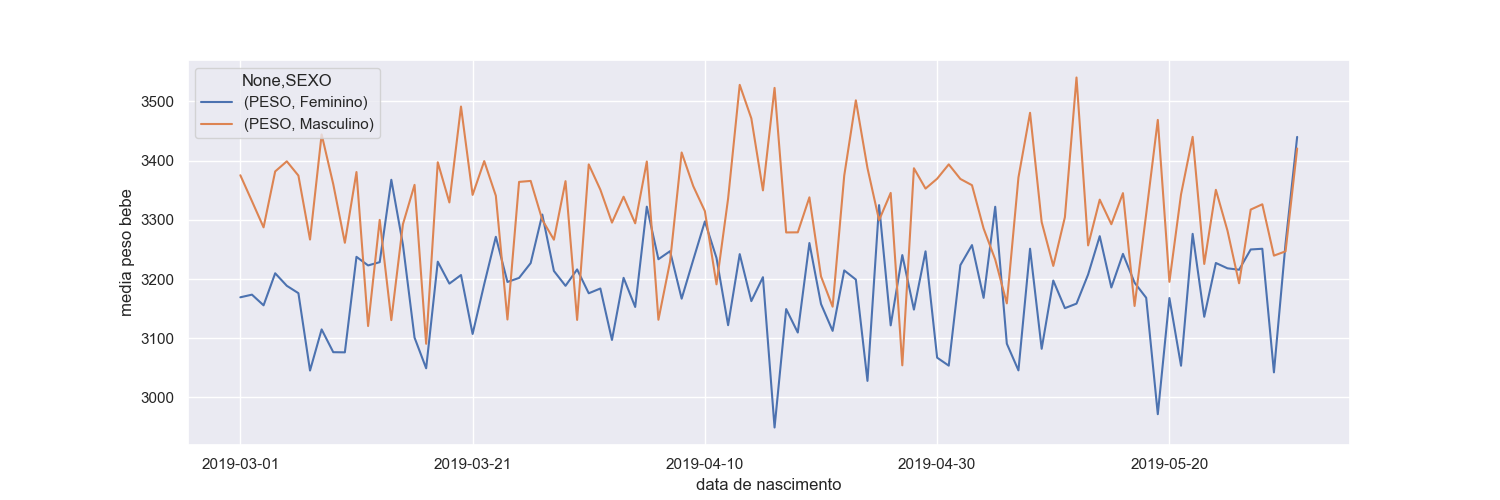 None,SEXO
(PESO, Feminino)
(PESO, Masculino)
3500
3400
3300
3200
3100
3000
media peso bebe
2019-03-01
2019-03-21
2019-04-10
2019-04-30
2019-05-20
data de nascimento